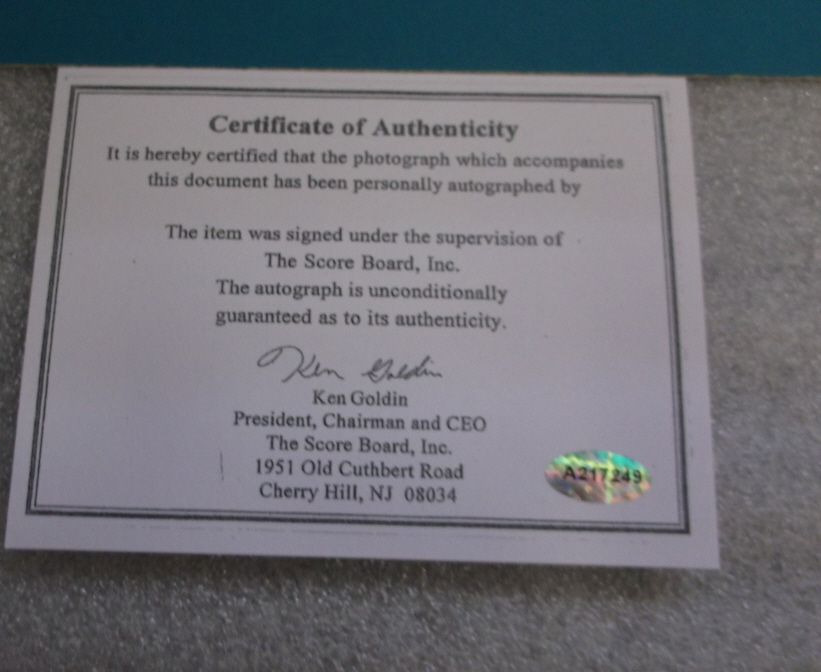 Certificate of Authenticity
It is hereby certified that the photograph which accompanies
this document has been personally autographed by
The item was signed under the supervision of
The Score Board, Inc.
The autograph is unconditionally
guaranteed as to its authenticity.
Ken Goldin
Ken Goldin
President, Chairman and CEO
The Score Board, Inc.
1951 Old Cuthbert Road
Cherry Hill, NJ 08034
A217249